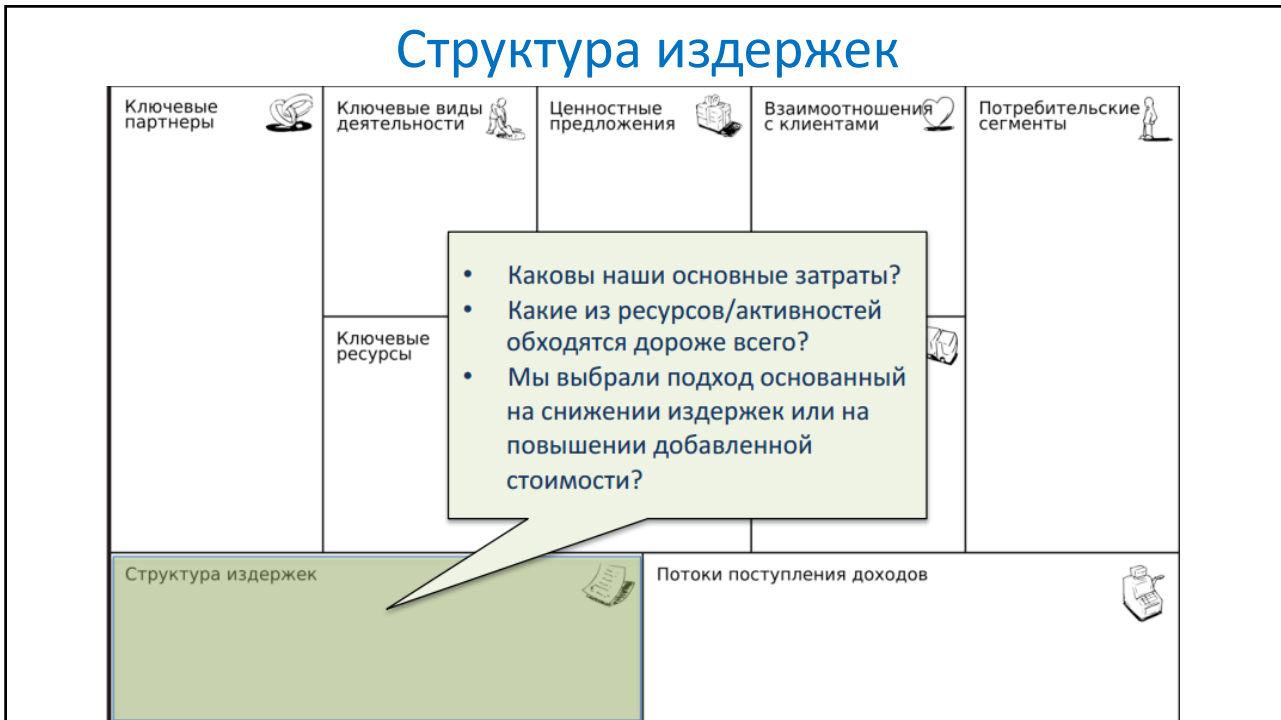 Структура издержек
Ключевые
партнеры
Ключевые виды
деятельности
Ценностные
предложения
Взаимоотношения
с клиентами
Потребительские
сегменты
Ключевые
ресурсы
• Каковы наши основные затраты?
• Какие из ресурсов/активностей
обходятся дороже всего?
• Мы выбрали подход основанный
на снижении издержек или на
повышении добавленной
стоимости?
Структура издержек
Потоки поступления доходов